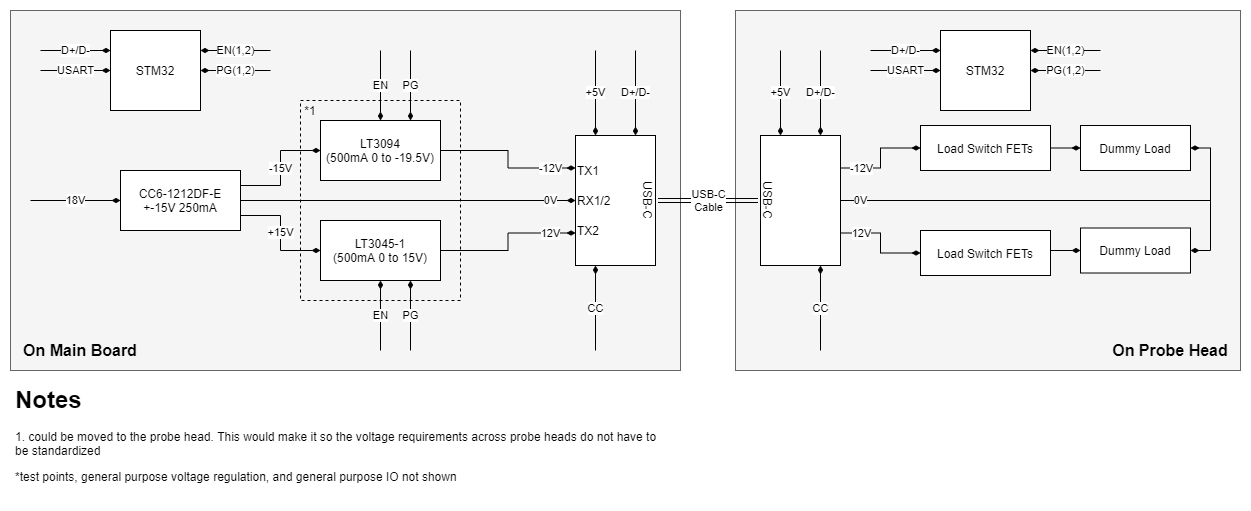 D+/D-
USART
STM32
EN(1,2)
PG(1,2)
EN
PG
*1
LT3094
(500mA 0 to -19.5V)
-15V
18V
CC6-1212DF-E
+-15V 250mA
+15V
LT3045-1
(500mA 0 to 15V)
EN
PG
+5V
D+/D-
-12V
TX1
0V
RX1/2
12V
TX2
USB-C
CC
On Main Board
USB-C
Cable
+5V
D+/D-
USB-C
-12V
0V
12V
CC
D+/D-
USART
STM32
EN(1,2)
PG(1,2)
Load Switch FETs
Dummy Load
Load Switch FETs
Dummy Load
On Probe Head
Notes
1. could be moved to the probe head. This would make it so the voltage requirements across probe heads do not have to
be standardized
*test points, general purpose voltage regulation, and general purpose IO not shown